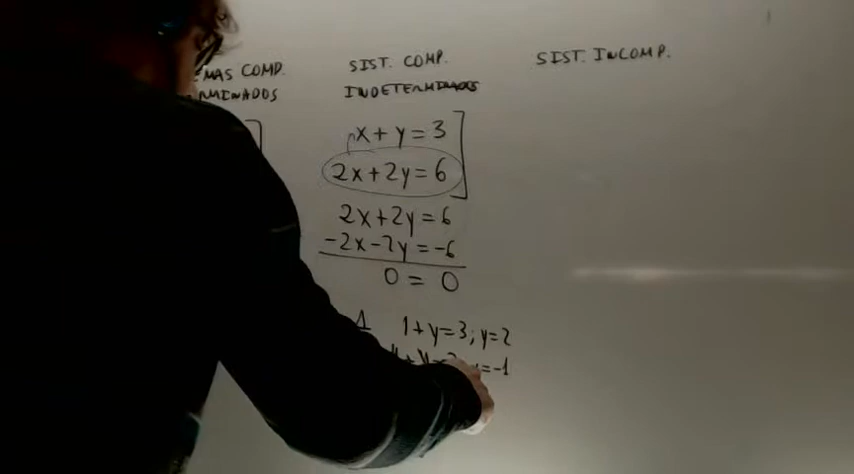 MAS COMP.
MINADOS
SIST. COMP.
INDETERMINADOS
x + y = 3
2x + 2y = 6
2x + 2y = 6
-2x - 2y = -6
0 = 0
1 + y = 3; y = 2
= -1
SIST. INCOMP.